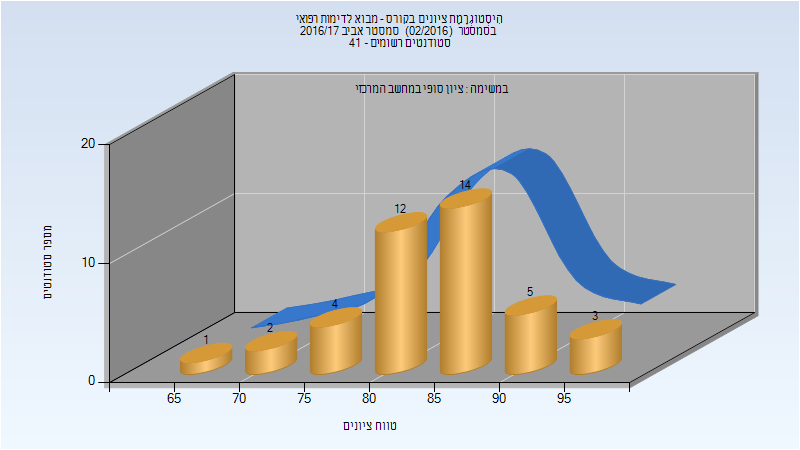 היסטוגרמת ציונים בקורס - מבוא לדימות רפואי
בסמסטר (02/2016) סמסטר אביב 2016/17
סטודנטים רשומים - 41
במשימה : ציון סופי במחשב המרכזי
מספר סטודנטים
20
10
0
1
2
4
12
14
5
3
65
70
75
80
85
90
95
טווח ציונים